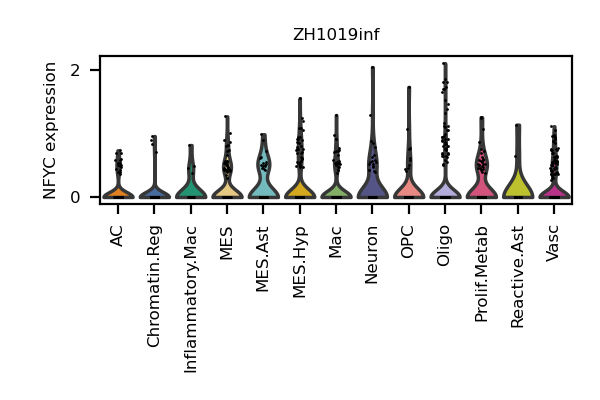 ZH1019inf
NFYC expression
2
0
AC
Chromatin.Reg
Inflammatory.Mac
MES
MES.Ast
MES.Hyp
Mac
Neuron
OPC
Oligo
Prolif.Metab
Reactive.Ast
Vasc